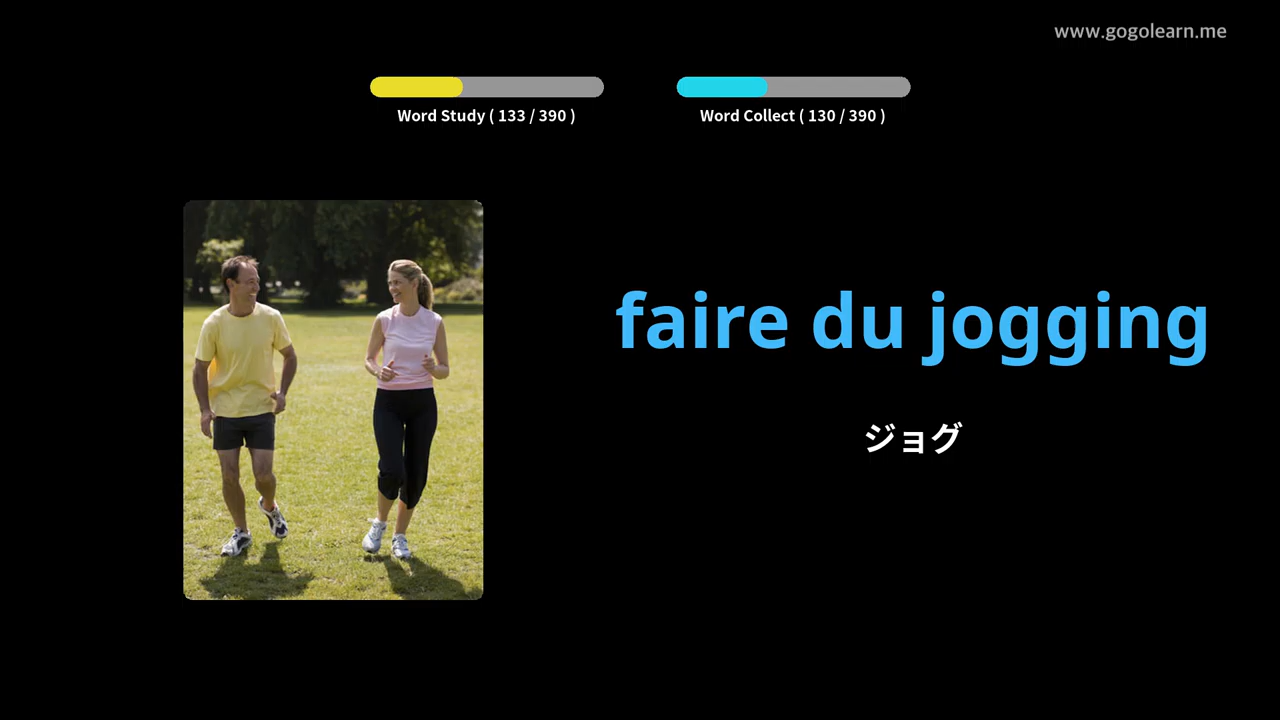 www.gogolearn.me
Word Study ( 133 / 390 )
Word Collect ( 130 / 390 )
faire du jogging
ジョグ